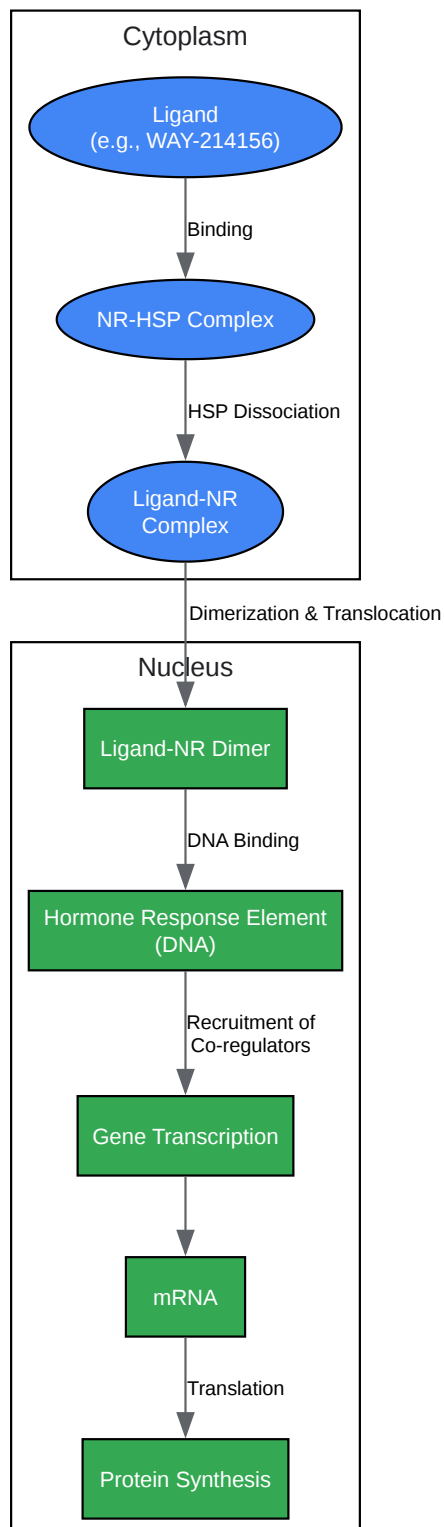 Cytoplasm
Ligand
(e.g., WAY-214156)
Binding
NR-HSP Complex
HSP Dissociation
Ligand-NR
Complex
Dimerization & Translocation
Nucleus
Ligand-NR Dimer
DNA Binding
Hormone Response Element
(DNA)
Recruitment of
Co-regulators
Gene Transcription
mRNA
Translation
Protein Synthesis